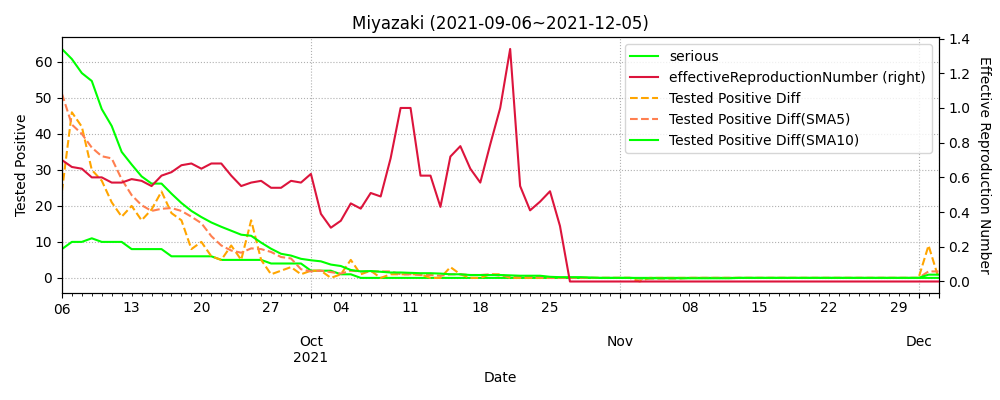 Miyazaki (2021-09-06~2021-12-05)
serious
effectiveReproductionNumber (right)
Tested Positive Diff
Tested Positive Diff(SMA5)
Tested Positive Diff(SMA10)
Tested Positive
60
50
40
30
20
10
0
1.4
1.2
1.0
0.8
0.6
0.4
0.2
0.0
Effective Reproduction Number
06 13 20 27 04 11 18 25 08 15 22 29
Oct Nov Dec
2021
Date